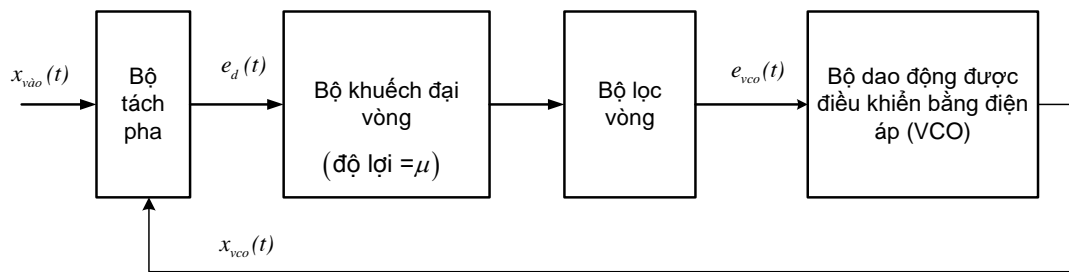 x_vào(t)
Bộ
tách
pha
e_d(t)
Bộ khuếch đại
vòng
(độ lợi =μ)
Bộ lọc
vòng
e_vco(t)
Bộ dao động được
điều khiển bằng điện
áp (VCO)
x_vco(t)